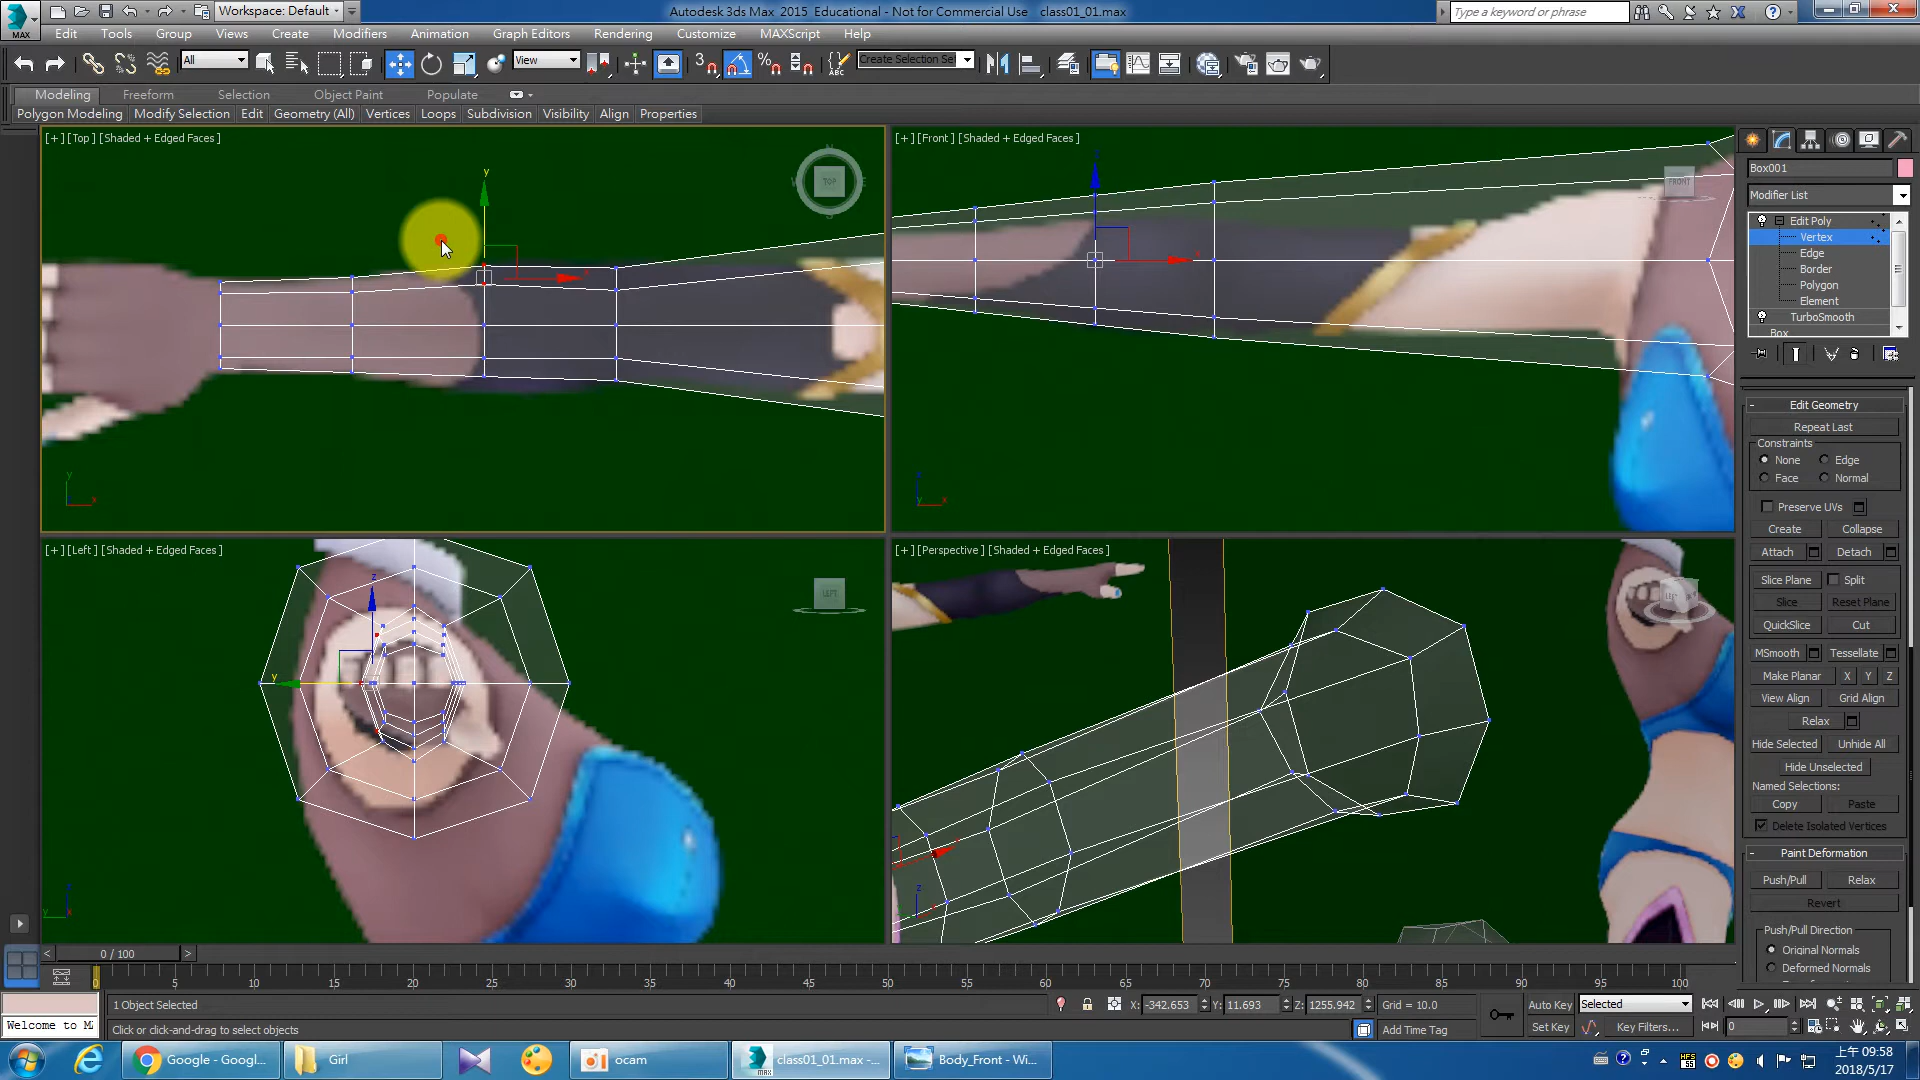 Workspace: Default
Autodesk 3ds Max 2015 Educational - Not for Commercial Use class01_01.max
Type a keyword or phrase
MAX
Edit Tools Group Views Create Modifiers Animation Graph Editors Rendering Customize MAXScript Help
All
View
3
ABC
Create Selection Se
Modeling Freeform Selection Object Paint Populate
Polygon Modeling Modify Selection Edit Geometry (All) Vertices Loops Subdivision Visibility Align Properties
[+] [Top] [Shaded + Edged Faces]
[+] [Front] [Shaded + Edged Faces]
TOP
FRONT
y
x
[+] [Left] [Shaded + Edged Faces]
[+] [Perspective] [Shaded + Edged Faces]
LEFT
z
y
Box001
Modifier List
Edit Poly
Vertex
Edge
Border
Polygon
Element
TurboSmooth
Box
- Edit Geometry
Repeat Last
Constraints
None Edge
Face Normal
Preserve UVs
Create Collapse
Attach Detach
Slice Plane Split
Slice Reset Plane
QuickSlice Cut
MSmooth Tessellate
Make Planar X Y Z
View Align Grid Align
Relax
Hide Selected Unhide All
Hide Unselected
Named Selections:
Copy Paste
Delete Isolated Vertices
- Paint Deformation
Push/Pull Relax
Revert
Push/Pull Direction
Original Normals
Deformed Normals
< 0 / 100 >
0 5 10 15 20 25 30 35 40 45 50 55 60 65 70 75 80 85 90 95 100
1 Object Selected
X: -342.653 Y: 11.693 Z: 1255.942 Grid = 10.0
Auto Key Selected
Welcome to M
Click or click-and-drag to select objects
Add Time Tag
Set Key Key Filters... 0
Google - Googl... Girl ocam class01_01.max -... Body_Front - Wi...
上午 09:58
2018/5/17